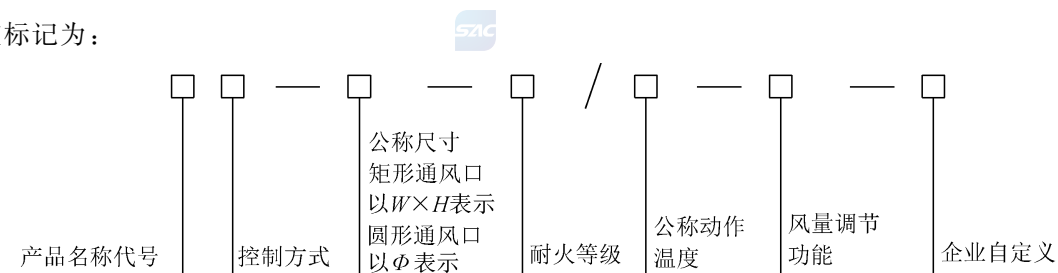 标记为：
SAC
□□—□—□/□—□—□
公称尺寸
矩形通风口
以W×H表示
圆形通风口
以Φ表示
产品名称代号
控制方式
耐火等级
公称动作
温度
风量调节
功能
企业自定义